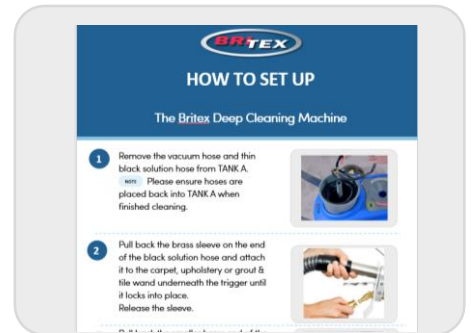 BRITEX
HOW TO SET UP
The Britex Deep Cleaning Machine
1
Remove the vacuum hose and thin
black solution hose from TANK A.
NOTE Please ensure hoses are
placed back into TANK A when
finished cleaning.
2
Pull back the brass sleeve on the end
of the black solution hose and attach
it to the carpet, upholstery or grout &
tile wand underneath the trigger until
it locks into place.
Release the sleeve.